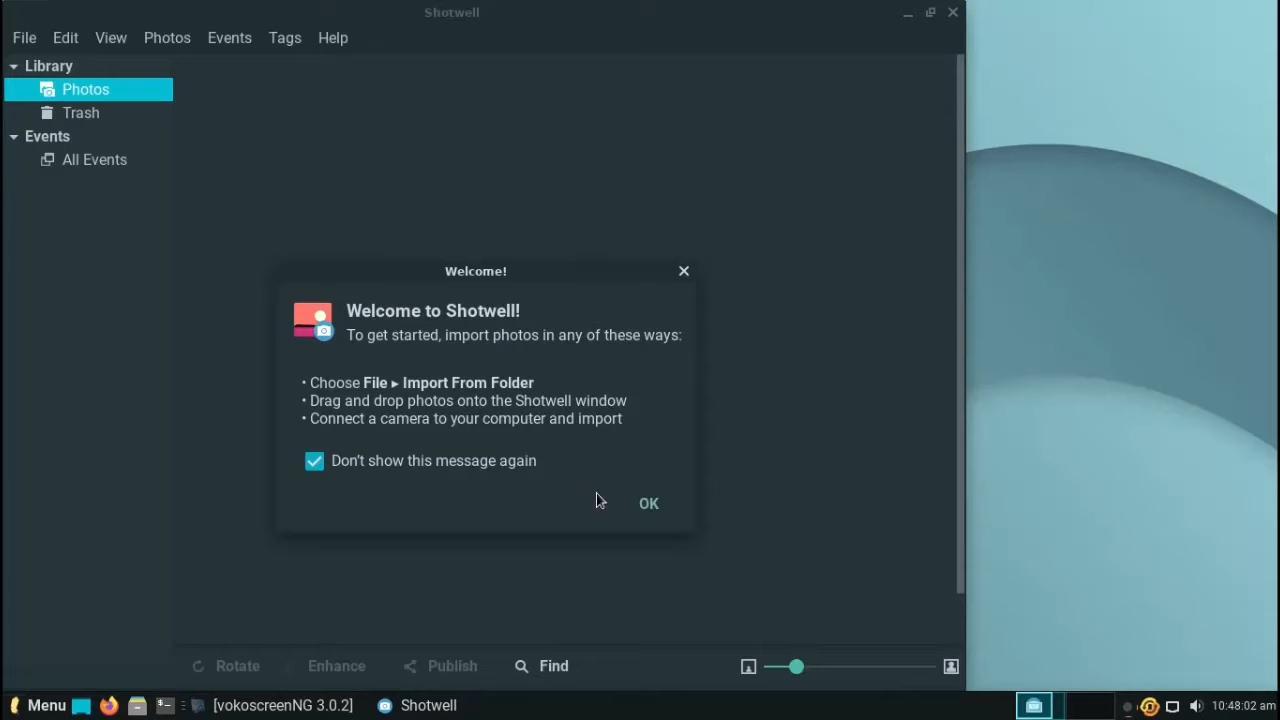 Shotwell
File Edit View Photos Events Tags Help
Library
Photos
Trash
Events
All Events
Welcome!
Welcome to Shotwell!
To get started, import photos in any of these ways:
• Choose File ▸ Import From Folder
• Drag and drop photos onto the Shotwell window
• Connect a camera to your computer and import
Don't show this message again
OK
Rotate Enhance Publish Find
Menu [vokoscreenNG 3.0.2] Shotwell 10:48:02 am